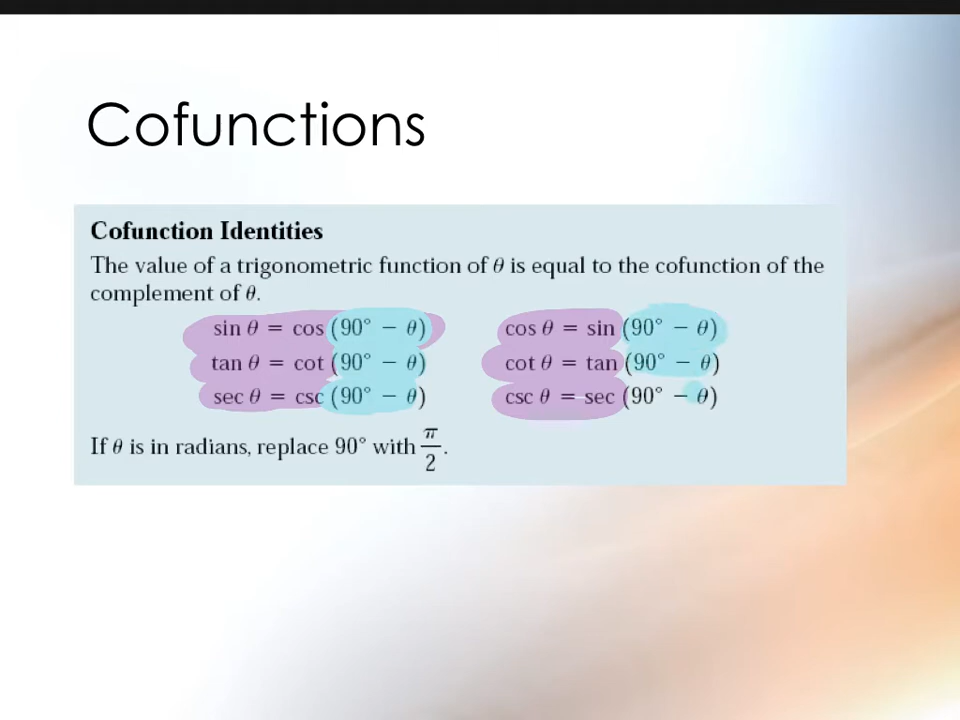 Cofunctions
Cofunction Identities
The value of a trigonometric function of θ is equal to the cofunction of the
complement of θ.
sin θ = cos (90° − θ) cos θ = sin (90° − θ)
tan θ = cot (90° − θ) cot θ = tan (90° − θ)
sec θ = csc (90° − θ) csc θ = sec (90° − θ)
If θ is in radians, replace 90° with π/2.